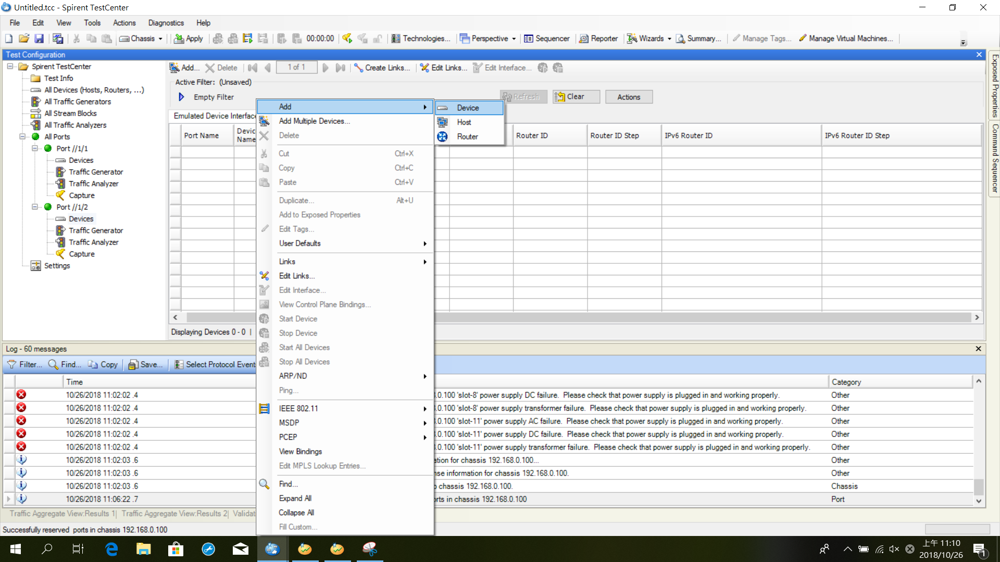 Untitled.tcc - Spirent TestCenter
File Edit View Tools Actions Diagnostics Help
Chassis Apply 00:00:00 Technologies... Perspective Sequencer Reporter Wizards Summary... Manage Tags... Manage Virtual Machines...
Test Configuration
Spirent TestCenter
Test Info
All Devices (Hosts, Routers, ...)
All Traffic Generators
All Stream Blocks
All Traffic Analyzers
All Ports
Port //1/1
Devices
Traffic Generator
Traffic Analyzer
Capture
Port //1/2
Devices
Traffic Generator
Traffic Analyzer
Capture
Settings
Add... Delete 1 of 1 Create Links... Edit Links... Edit Interface...
Active Filter: (Unsaved)
Empty Filter
Refresh Clear Actions
Emulated Device Interface
Port Name Devic Name Router ID Router ID Step IPv6 Router ID IPv6 Router ID Step
Displaying Devices 0 - 0 |
Add
Add Multiple Devices...
Delete
Cut Ctrl+X
Copy Ctrl+C
Paste Ctrl+V
Duplicate... Alt+U
Add to Exposed Properties
Edit Tags...
User Defaults
Links
Edit Links...
Edit Interface...
View Control Plane Bindings...
Start Device
Stop Device
Start All Devices
Stop All Devices
ARP/ND
Ping...
IEEE 802.11
MSDP
PCEP
View Bindings
Edit MPLS Lookup Entries...
Find...
Expand All
Collapse All
Fill Custom...
Device
Host
Router
Exposed Properties
Command Sequencer
Log - 60 messages
Filter... Find... Copy Save... Select Protocol Event
Time Category
10/26/2018 11:02:02 .4 .0.100 'slot-8' power supply DC failure. Please check that power supply is plugged in and working properly. Other
10/26/2018 11:02:02 .4 .0.100 'slot-8' power supply transformer failure. Please check that power supply is plugged in and working properly. Other
10/26/2018 11:02:02 .4 .0.100 'slot-11' power supply AC failure. Please check that power supply is plugged in and working properly. Other
10/26/2018 11:02:02 .4 .0.100 'slot-11' power supply DC failure. Please check that power supply is plugged in and working properly. Other
10/26/2018 11:02:02 .4 .0.100 'slot-11' power supply transformer failure. Please check that power supply is plugged in and working properly. Other
10/26/2018 11:02:03 .6 ation for chassis 192.168.0.100... Other
10/26/2018 11:02:03 .6 nse information for chassis 192.168.0.100. Other
10/26/2018 11:02:03 .6 o chassis 192.168.0.100. Chassis
10/26/2018 11:06:22 .7 orts in chassis 192.168.0.100 Port
Traffic Aggregate View:Results 1| Traffic Aggregate View:Results 2| Validat
Successfully reserved ports in chassis 192.168.0.100
上午 11:10
2018/10/26
1